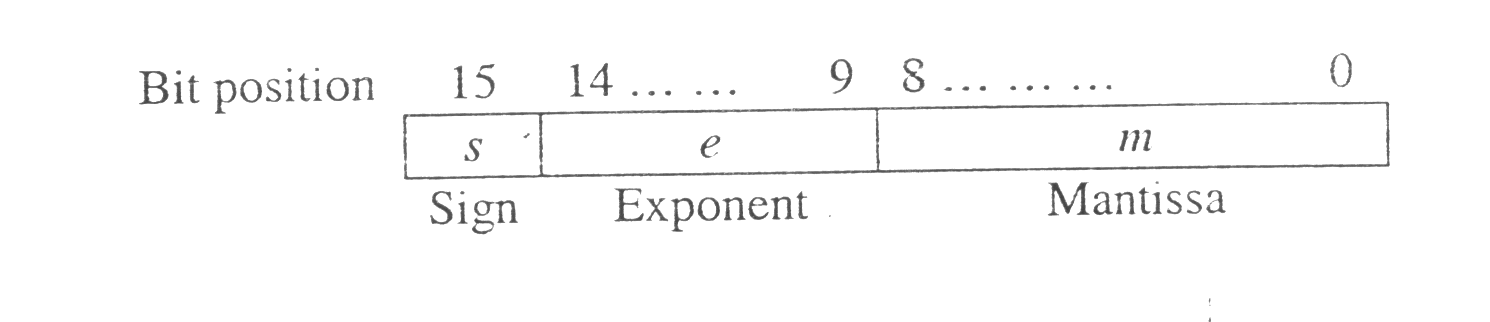 Bit position 15 14 ... ... 9 8 ... ... ... 0
s e m
Sign Exponent Mantissa